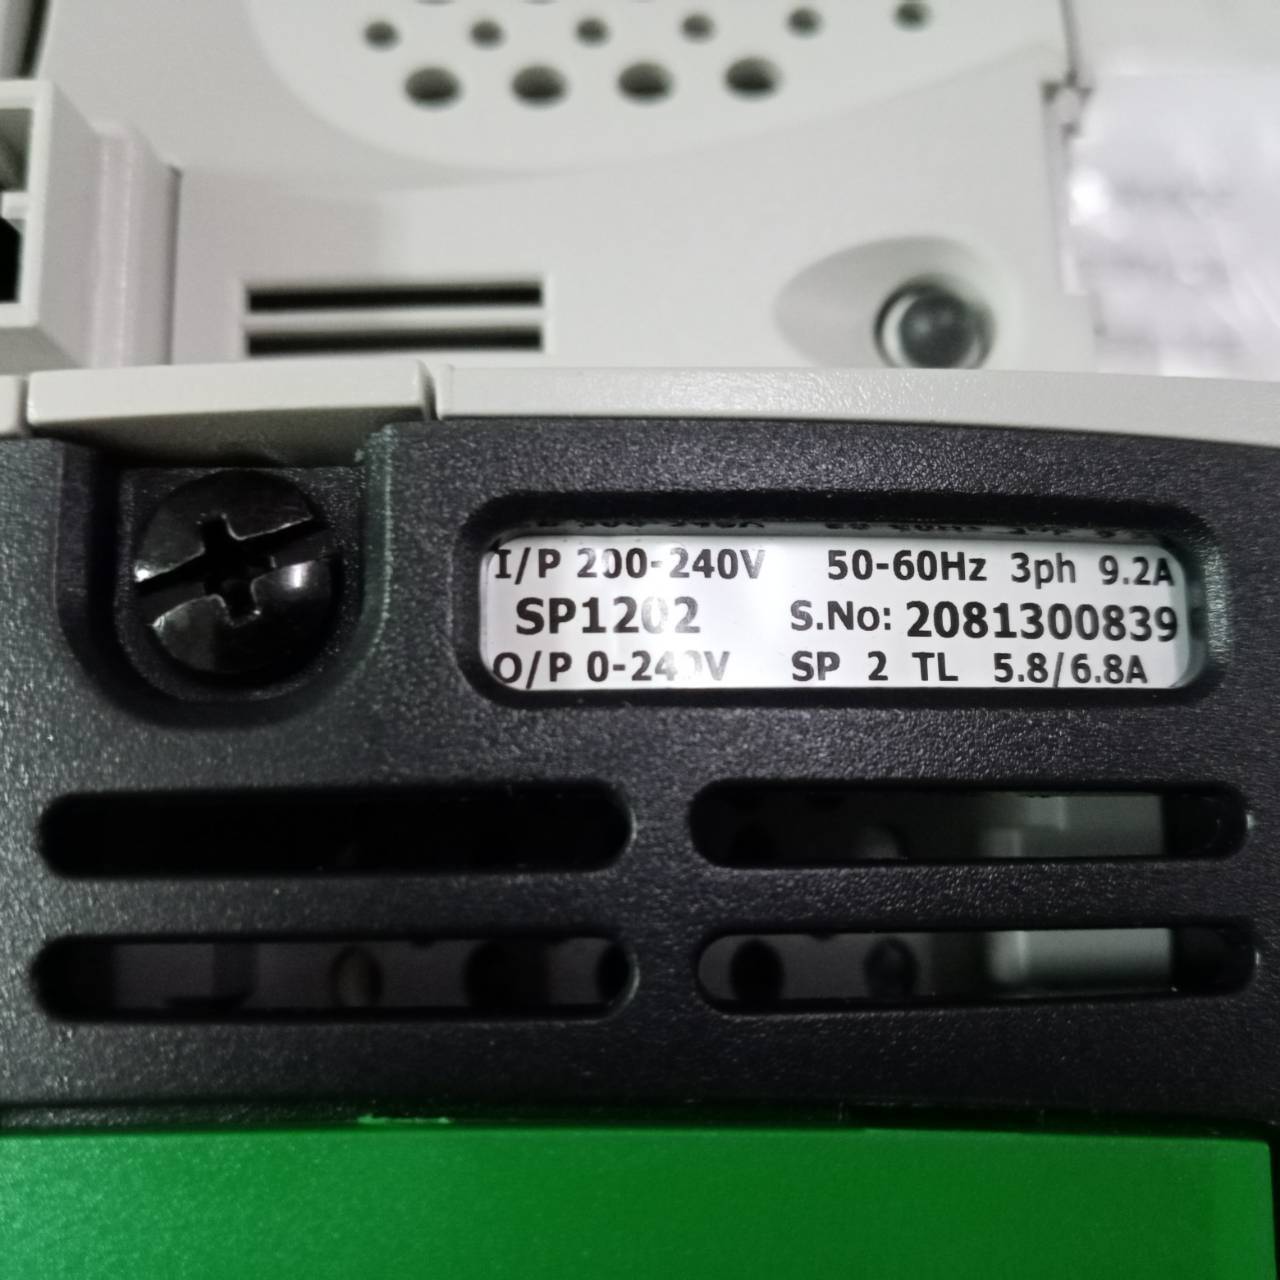 I/P 200-240V 50-60Hz 3ph 9.2A
SP1202 S.No: 2081300839
O/P 0-240V SP 2 TL 5.8/6.8A